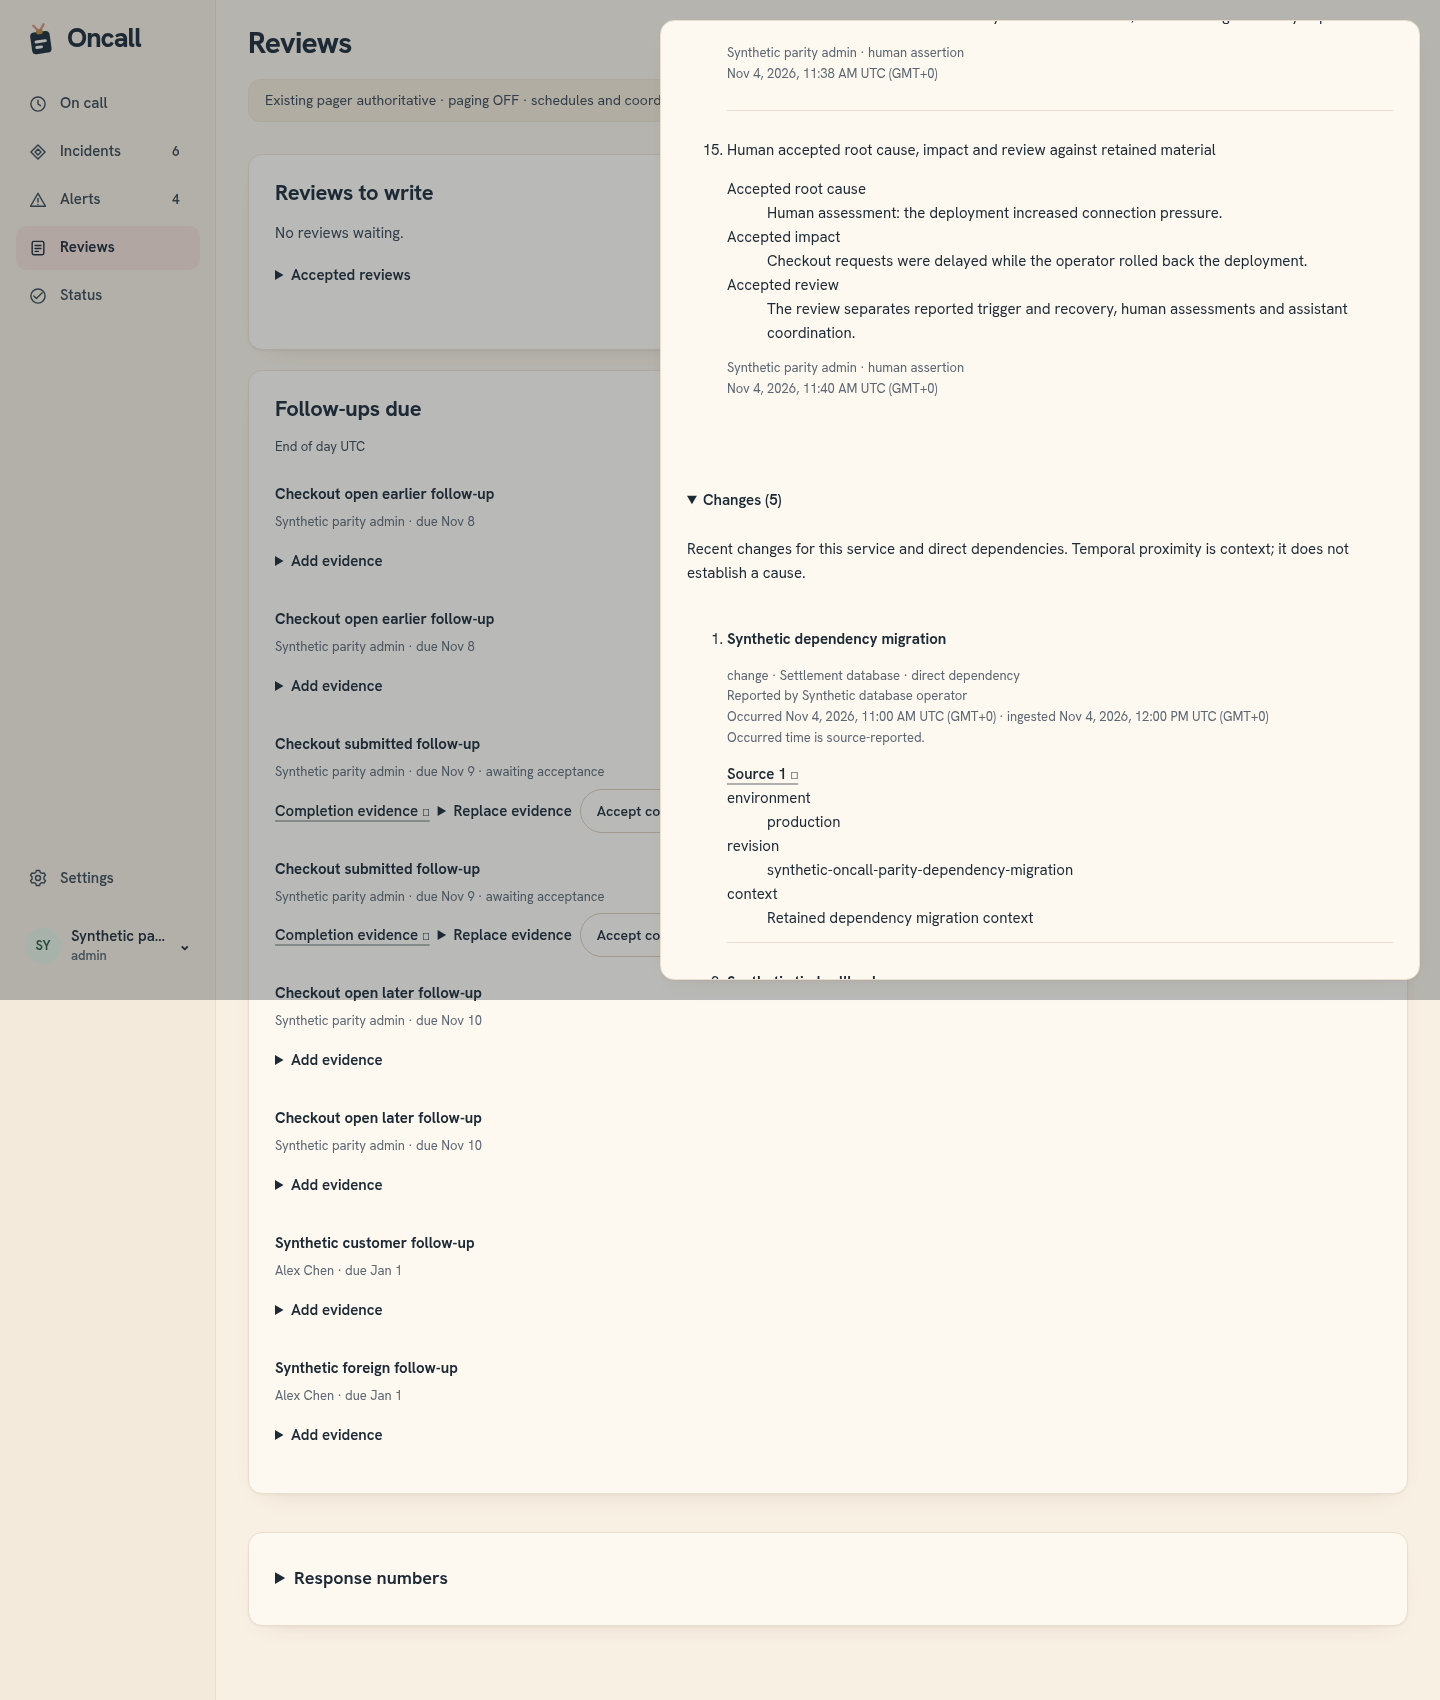 Oncall
On call
Incidents 6
Alerts 4
Reviews
Status
Settings
SY
Synthetic pa...
admin
Reviews
Existing pager authoritative · paging OFF · schedules and coord
Reviews to write
No reviews waiting.
Accepted reviews
Follow-ups due
End of day UTC
Checkout open earlier follow-up
Synthetic parity admin · due Nov 8
Add evidence
Checkout open earlier follow-up
Synthetic parity admin · due Nov 8
Add evidence
Checkout submitted follow-up
Synthetic parity admin · due Nov 9 · awaiting acceptance
Completion evidence Replace evidence Accept co
Checkout submitted follow-up
Synthetic parity admin · due Nov 9 · awaiting acceptance
Completion evidence Replace evidence Accept co
Checkout open later follow-up
Synthetic parity admin · due Nov 10
Add evidence
Checkout open later follow-up
Synthetic parity admin · due Nov 10
Add evidence
Synthetic customer follow-up
Alex Chen · due Jan 1
Add evidence
Synthetic foreign follow-up
Alex Chen · due Jan 1
Add evidence
Response numbers
Synthetic parity admin · human assertion
Nov 4, 2026, 11:38 AM UTC (GMT+0)
15. Human accepted root cause, impact and review against retained material
Accepted root cause
Human assessment: the deployment increased connection pressure.
Accepted impact
Checkout requests were delayed while the operator rolled back the deployment.
Accepted review
The review separates reported trigger and recovery, human assessments and assistant
coordination.
Synthetic parity admin · human assertion
Nov 4, 2026, 11:40 AM UTC (GMT+0)
Changes (5)
Recent changes for this service and direct dependencies. Temporal proximity is context; it does not
establish a cause.
1. Synthetic dependency migration
change · Settlement database · direct dependency
Reported by Synthetic database operator
Occurred Nov 4, 2026, 11:00 AM UTC (GMT+0) · ingested Nov 4, 2026, 12:00 PM UTC (GMT+0)
Occurred time is source-reported.
Source 1
environment
production
revision
synthetic-oncall-parity-dependency-migration
context
Retained dependency migration context